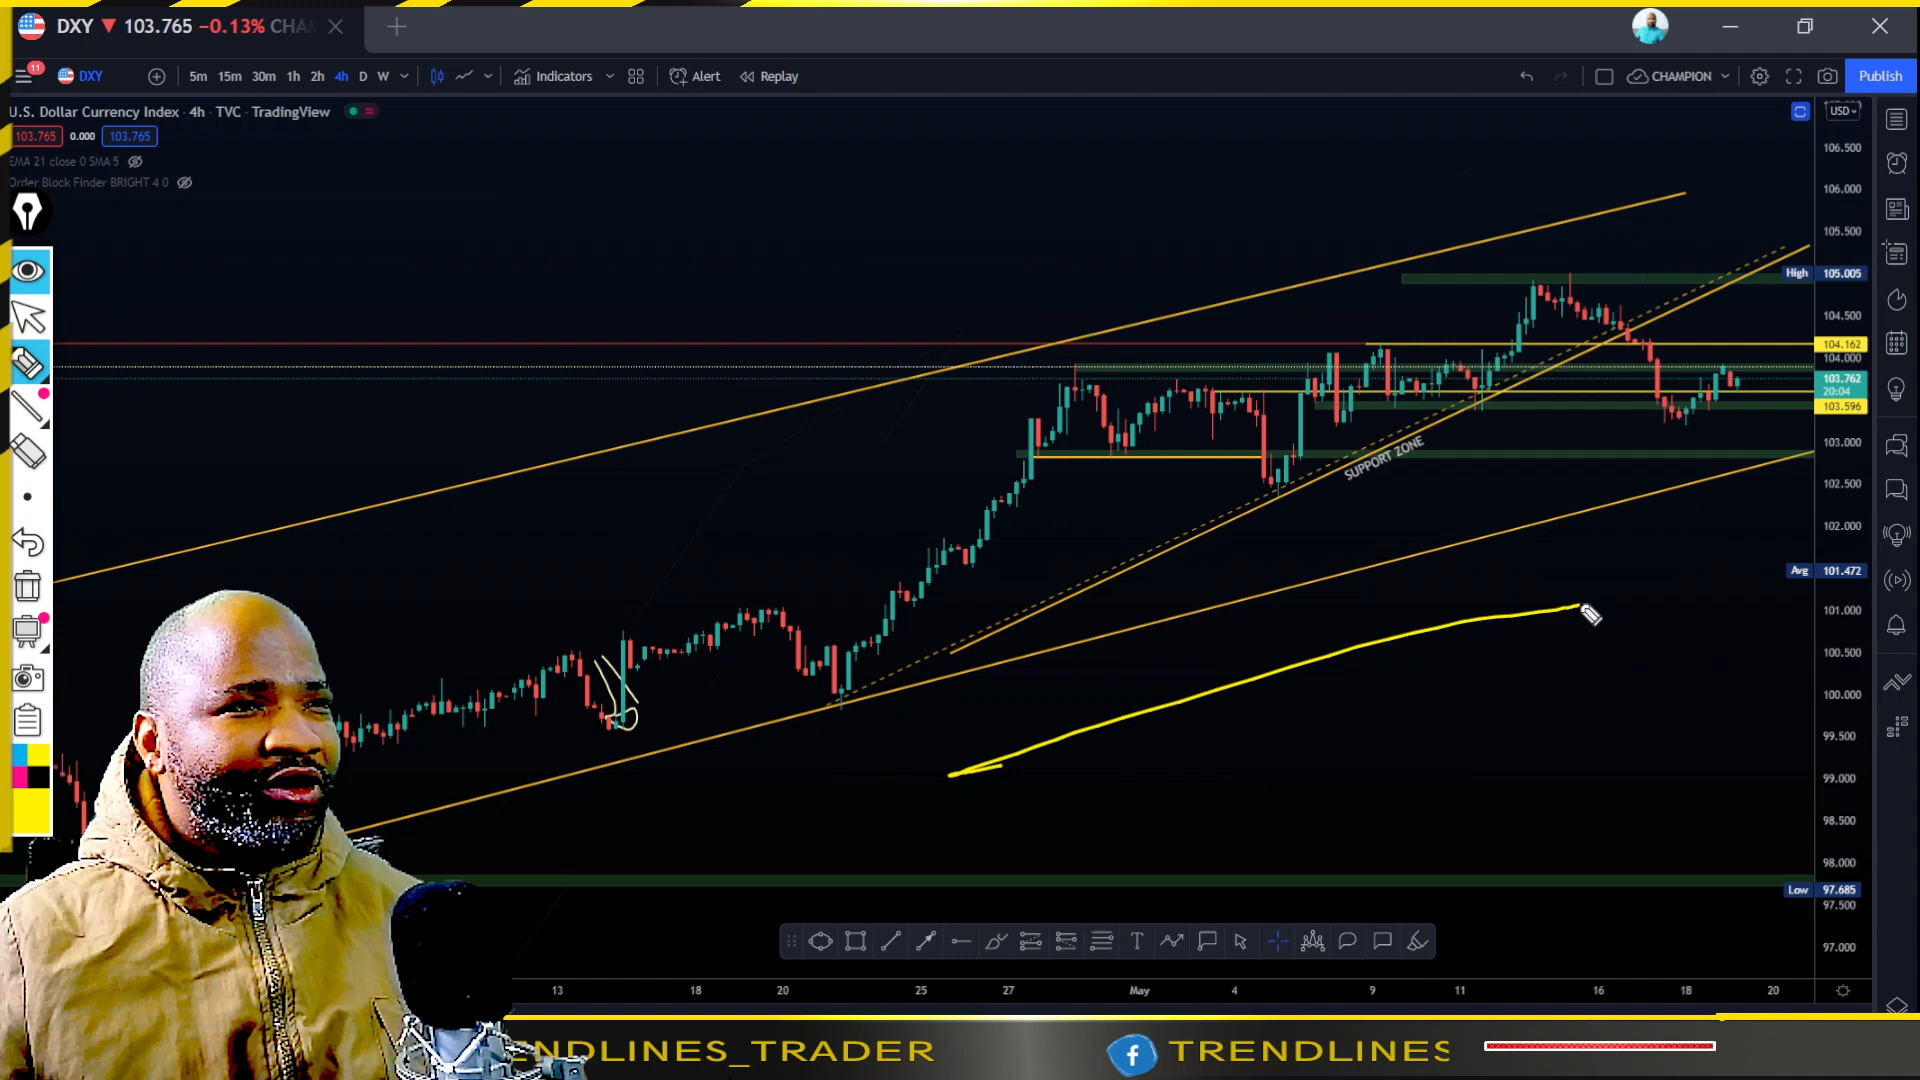 DXY ▼ 103.765 −0.13% CHA
11
DXY 5m 15m 30m 1h 2h 4h D W Indicators Alert Replay CHAMPION Publish
U.S. Dollar Currency Index · 4h · TVC · TradingView
103.765 0.000 103.765
EMA 21 close 0 SMA 5
Order Block Finder BRIGHT 4 0
USD
106.500
106.000
105.500
High 105.005
104.500
104.162
104.000
103.762
20:04
103.596
103.000
SUPPORT ZONE
102.500
102.000
Avg 101.472
101.000
100.500
100.000
99.500
99.000
98.500
98.000
Low 97.685
97.500
97.000
13 18 20 25 27 May 4 9 11 16 18 20
ENDLINES_TRADER
f TRENDLINES